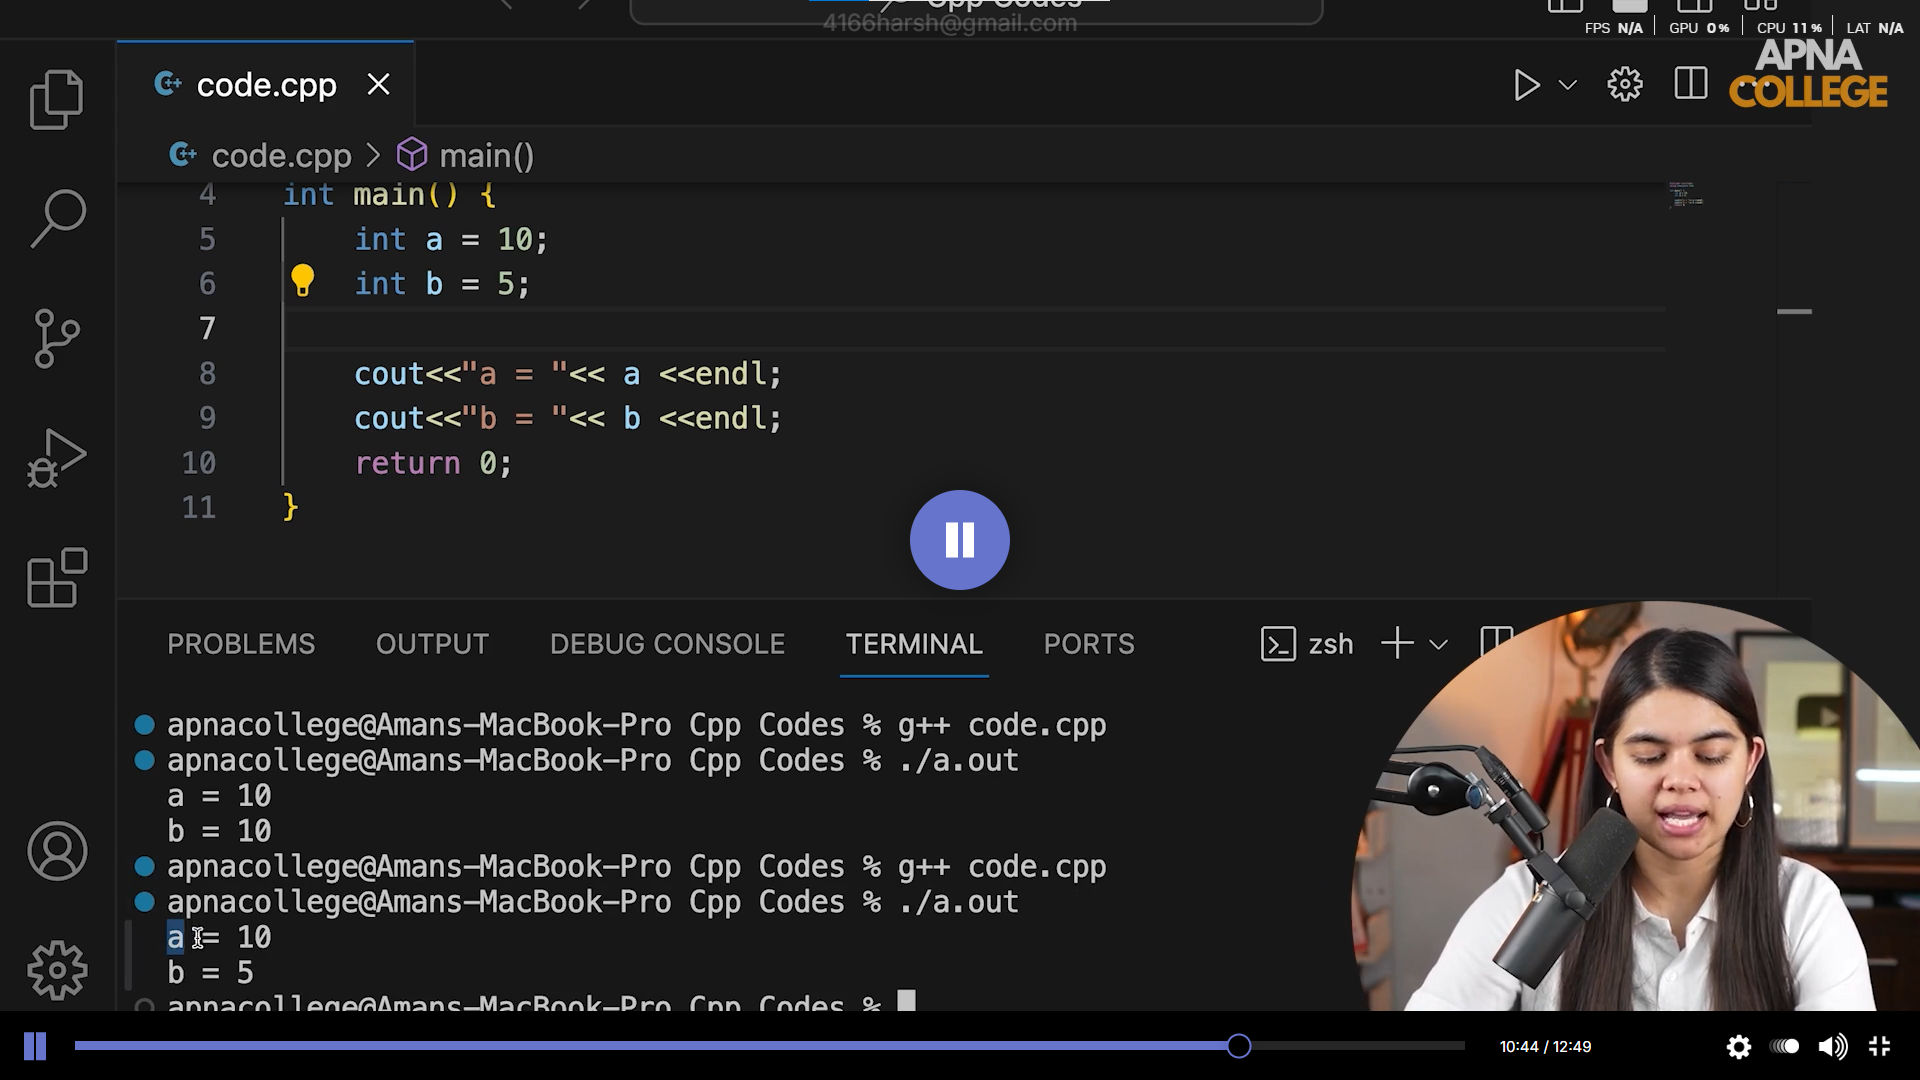 Cpp Codes
4166harsh@gmail.com
FPS N/A | GPU 0% | CPU 11% | LAT N/A
APNA
COLLEGE
code.cpp
code.cpp > main()
4 int main() {
5 int a = 10;
6 int b = 5;
7
8 cout<<"a = "<< a <<endl;
9 cout<<"b = "<< b <<endl;
10 return 0;
11 }
PROBLEMS OUTPUT DEBUG CONSOLE TERMINAL PORTS zsh
apnacollege@Amans-MacBook-Pro Cpp Codes % g++ code.cpp
apnacollege@Amans-MacBook-Pro Cpp Codes % ./a.out
a = 10
b = 10
apnacollege@Amans-MacBook-Pro Cpp Codes % g++ code.cpp
apnacollege@Amans-MacBook-Pro Cpp Codes % ./a.out
a = 10
b = 5
apnacollege@Amans-MacBook-Pro Cpp Codes %
10:44 / 12:49